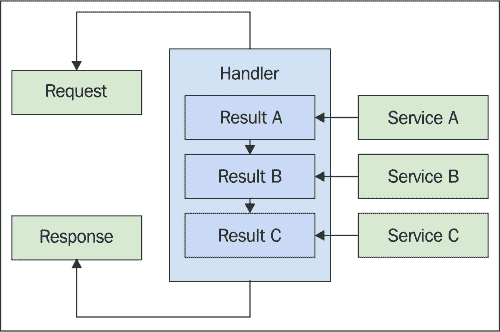 Handler
Request
Result A
Service A
Result B
Service B
Response
Result C
Service C